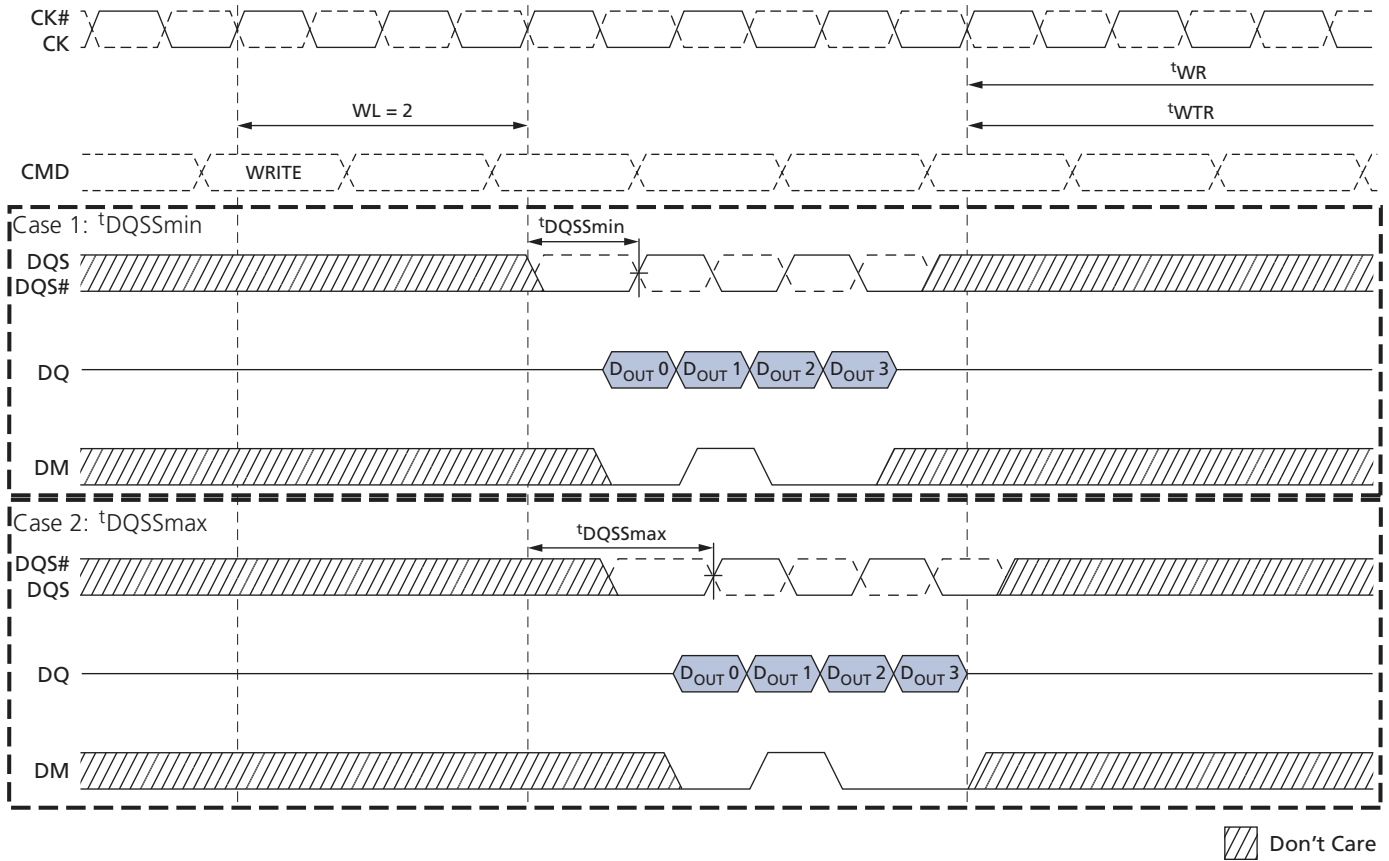 CK#
CK
tWR
WL = 2
tWTR
CMD
WRITE
Case 1: tDQSSmin
tDQSSmin
DQS
DQS#
DQ
DOUT 0 DOUT 1 DOUT 2 DOUT 3
DM
Case 2: tDQSSmax
tDQSSmax
DQS#
DQS
DQ
DOUT 0 DOUT 1 DOUT 2 DOUT 3
DM
Don't Care